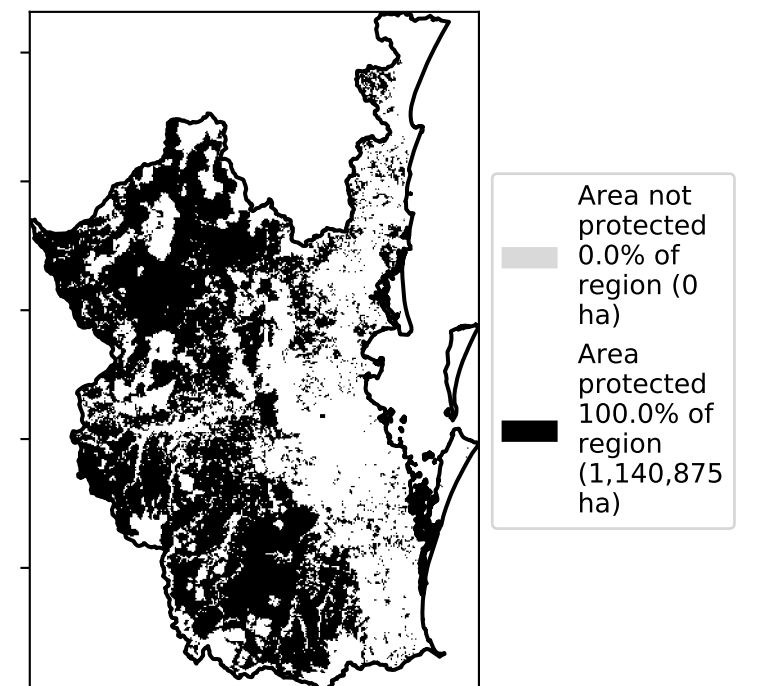 Area not
protected
0.0% of
region (0
ha)
Area
protected
100.0% of
region
(1,140,875
ha)